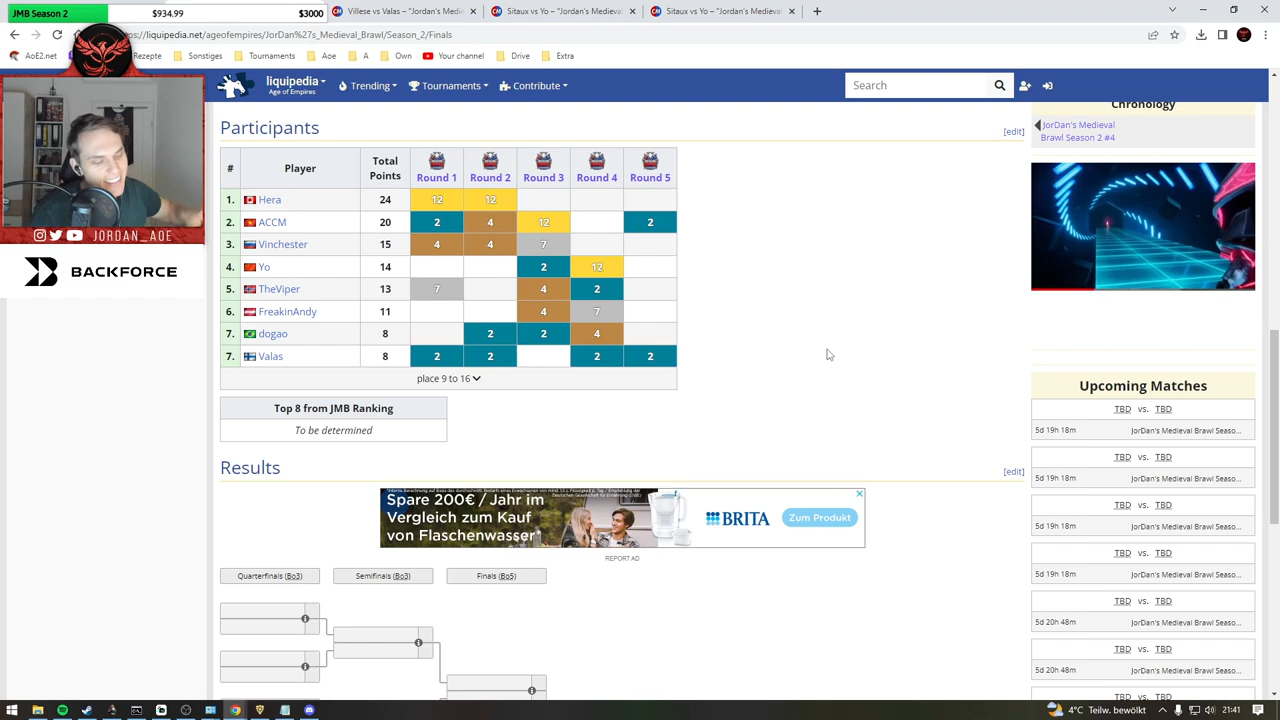 JMB Season 2 $934.99 $3000
Villese vs Valas – "Jordan's Medie
Sitaux vs Yo – "Jordan's Medieval
Sitaux vs Yo – "Jordan's Medieval
https://liquipedia.net/ageofempires/JorDan%27s_Medieval_Brawl/Season_2/Finals
AoE2.net Rezepte Sonstiges Tournaments Aoe A Own Your channel Drive Extra
liquipedia
Age of Empires
Trending Tournaments Contribute
Search
Participants
[edit]
# Player Total Points Round 1 Round 2 Round 3 Round 4 Round 5
1. Hera 24 12 12
2. ACCM 20 2 4 12 2
3. Vinchester 15 4 4 7
4. Yo 14 2 12
5. TheViper 13 7 4 2
6. FreakinAndy 11 4 7
7. dogao 8 2 2 4
7. Valas 8 2 2 2 2
place 9 to 16
Top 8 from JMB Ranking
To be determined
Results
[edit]
Spare 200€ / Jahr im
Vergleich zum Kauf
von Flaschenwasser*
BRITA
Zum Produkt
REPORT AD
Quarterfinals (Bo3) Semifinals (Bo3) Finals (Bo5)
Chronology
JorDan's Medieval
Brawl Season 2 #4
Upcoming Matches
TBD vs. TBD
5d 19h 18m JorDan's Medieval Brawl Seaso...
TBD vs. TBD
5d 19h 18m JorDan's Medieval Brawl Seaso...
TBD vs. TBD
5d 19h 18m JorDan's Medieval Brawl Seaso...
TBD vs. TBD
5d 19h 18m JorDan's Medieval Brawl Seaso...
TBD vs. TBD
5d 20h 48m JorDan's Medieval Brawl Seaso...
TBD vs. TBD
5d 20h 48m JorDan's Medieval Brawl Seaso...
TBD vs. TBD
JORDAN_AOE
BACKFORCE
4°C Teilw. bewölkt
21:41